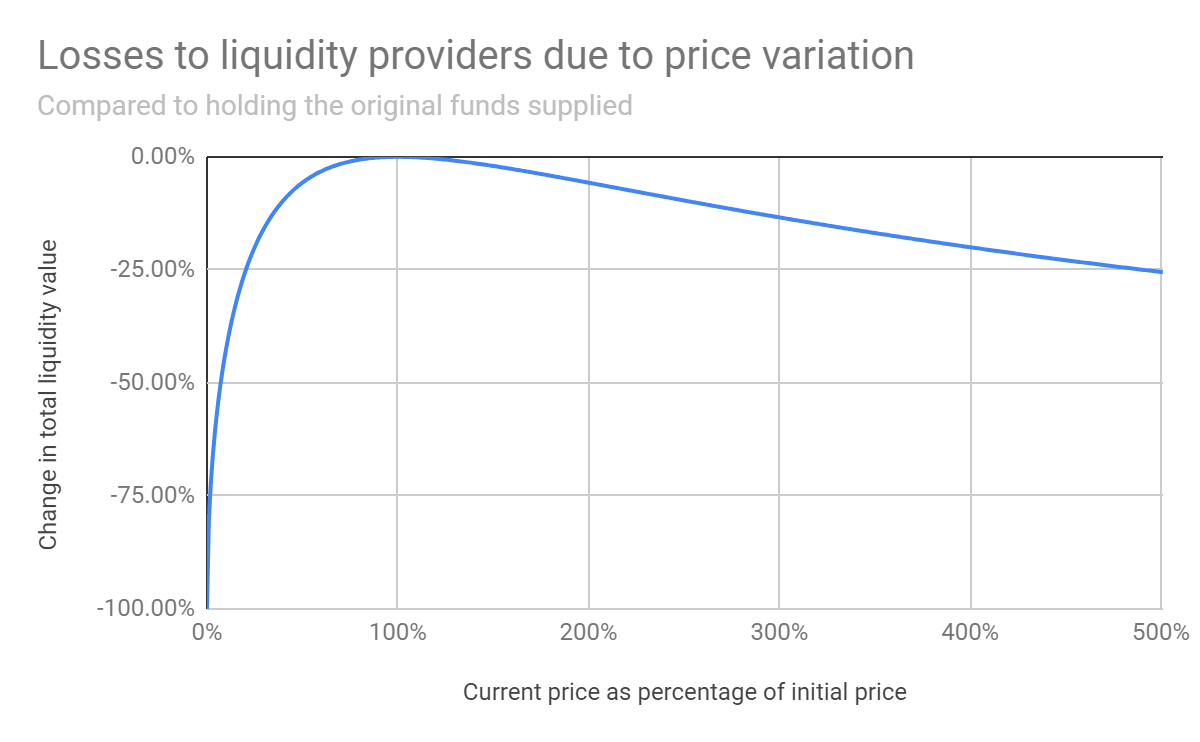 Losses to liquidity providers due to price variation
Compared to holding the original funds supplied
Change in total liquidity value
0.00%
-25.00%
-50.00%
-75.00%
-100.00%
0% 100% 200% 300% 400% 500%
Current price as percentage of initial price